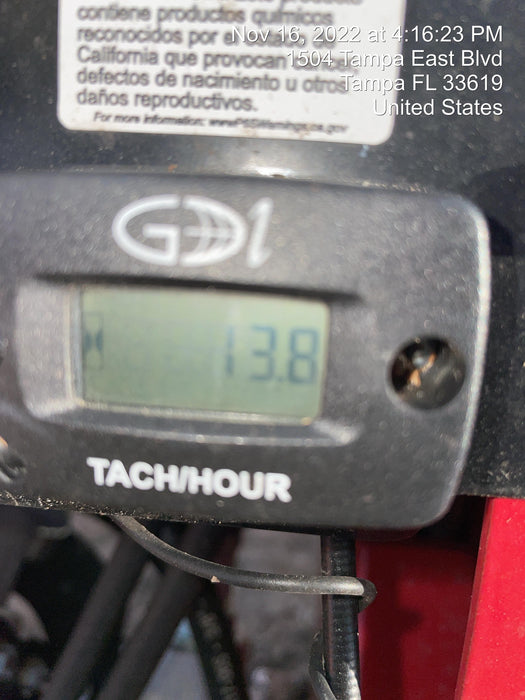 contiene productos químicos
reconocidos por el
California que provocan
defectos de nacimiento u otros
daños reproductivos.
For more information: www.P65Warnings.ca.gov
Nov 16, 2022 at 4:16:23 PM
1504 Tampa East Blvd
Tampa FL 33619
United States
GDI
13.8
TACH/HOUR